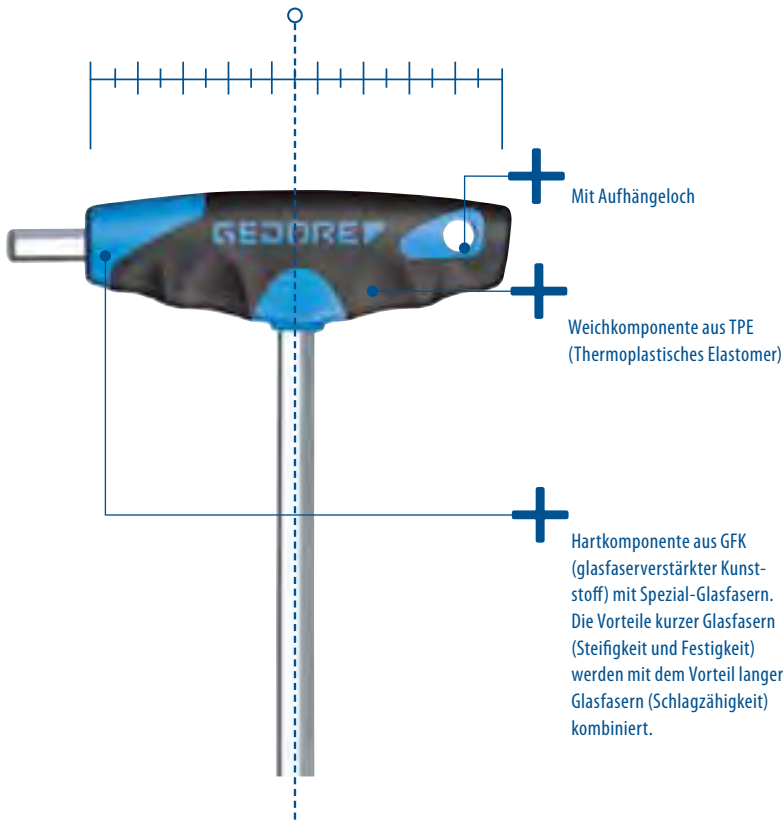 GEDORE
Mit Aufhängeloch
Weichkomponente aus TPE
(Thermoplastisches Elastomer)
Hartkomponente aus GFK
(glasfaserverstärkter Kunst-
stoff) mit Spezial-Glasfasern.
Die Vorteile kurzer Glasfasern
(Steifigkeit und Festigkeit)
werden mit dem Vorteil langer
Glasfasern (Schlagzähigkeit)
kombiniert.